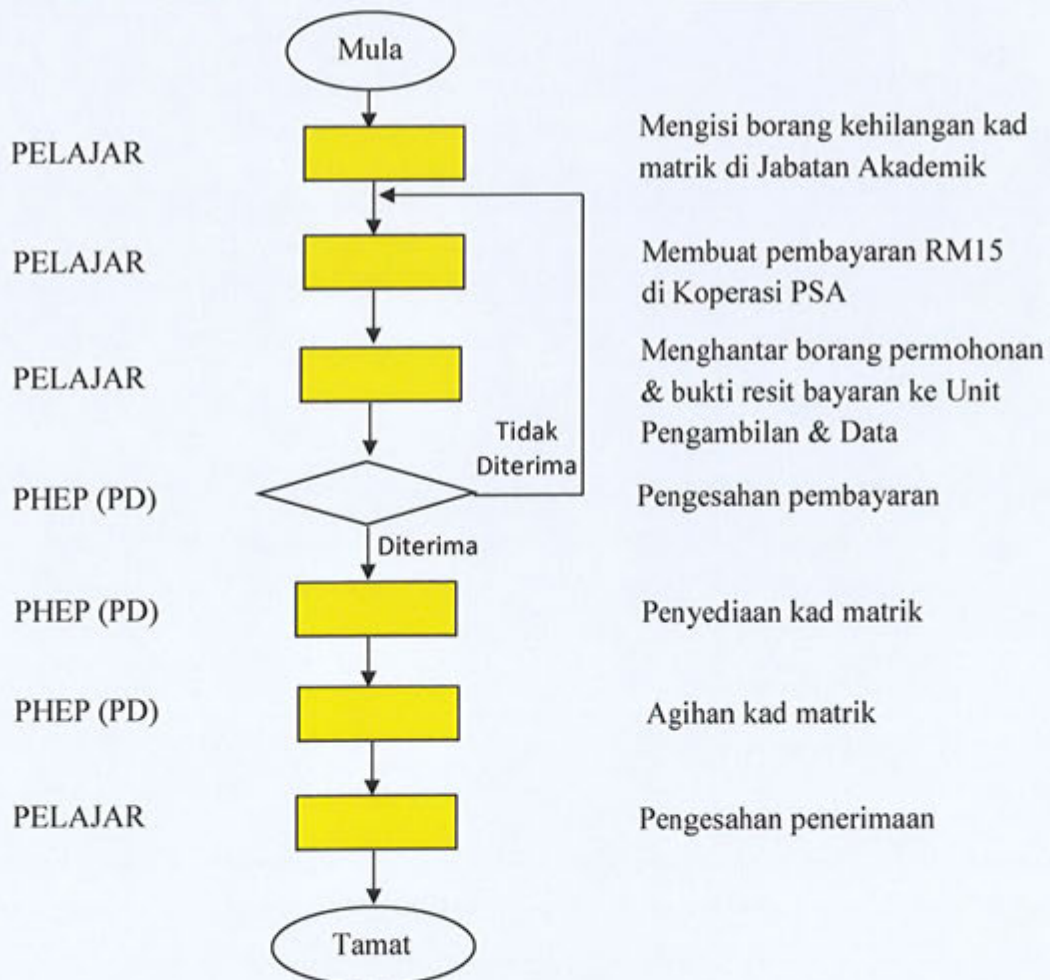 Mula
PELAJAR
Mengisi borang kehilangan kad
matrik di Jabatan Akademik
PELAJAR
Membuat pembayaran RM15
di Koperasi PSA
PELAJAR
Menghantar borang permohonan
& bukti resit bayaran ke Unit
Pengambilan & Data
Tidak
Diterima
PHEP (PD)
Pengesahan pembayaran
Diterima
PHEP (PD)
Penyediaan kad matrik
PHEP (PD)
Agihan kad matrik
PELAJAR
Pengesahan penerimaan
Tamat